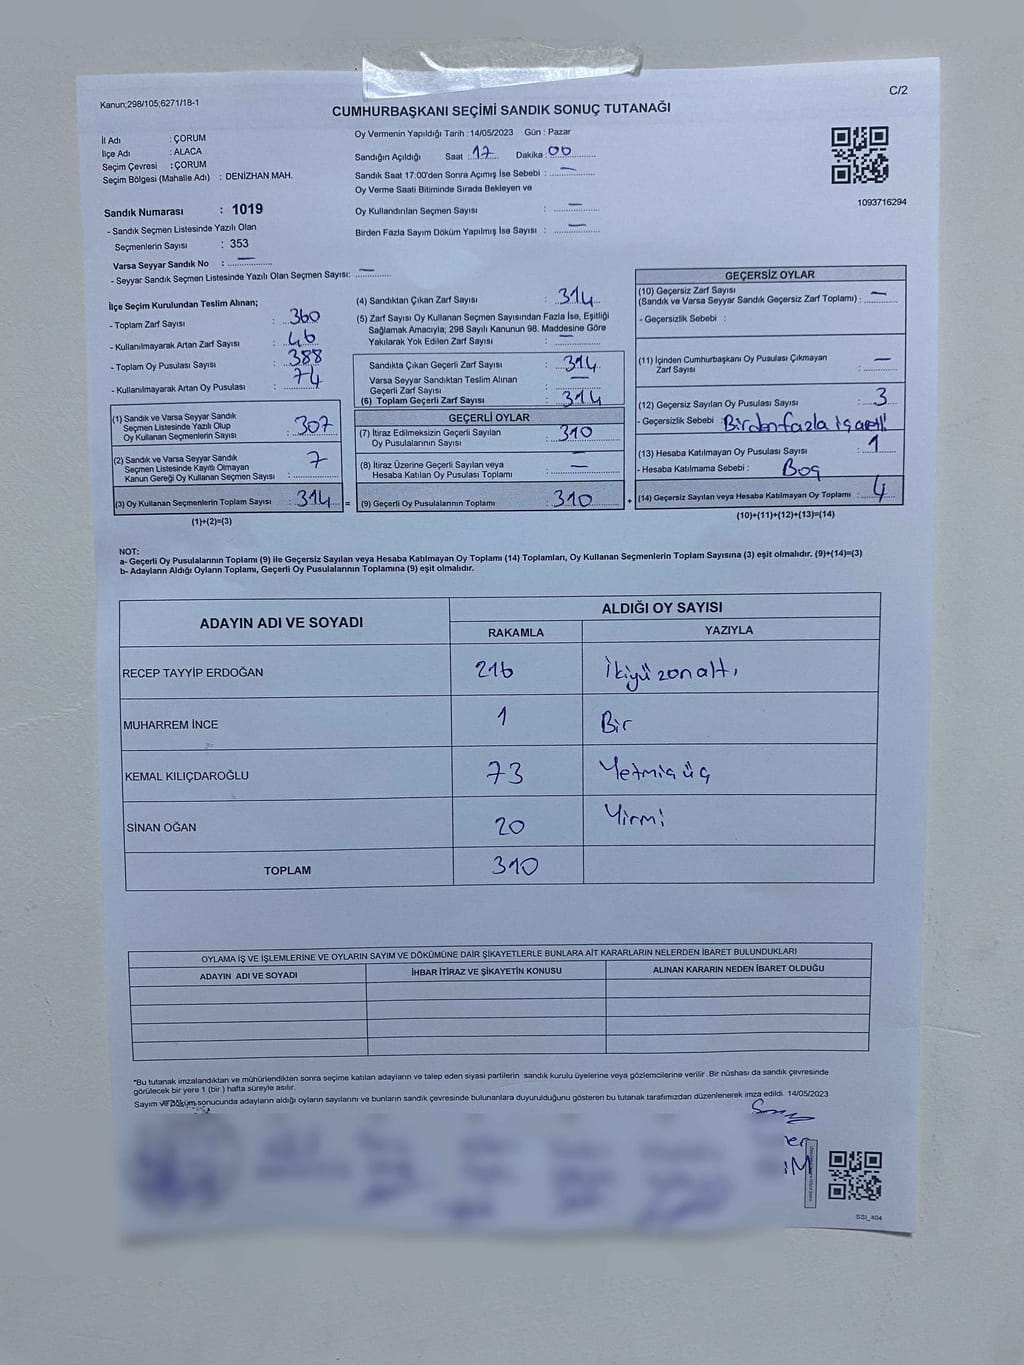 Kanun;298/105;6271/18-1
C/2
CUMHURBAŞKANI SEÇİMİ SANDIK SONUÇ TUTANAĞI
İl Adı : ÇORUM
İlçe Adı : ALACA
Seçim Çevresi : ÇORUM
Seçim Bölgesi (Mahalle Adı) : DENİZHAN MAH.
Sandık Numarası : 1019
- Sandık Seçmen Listesinde Yazılı Olan
Seçmenlerin Sayısı : 353
Varsa Seyyar Sandık No : —
- Seyyar Sandık Seçmen Listesinde Yazılı Olan Seçmen Sayısı: —
Oy Vermenin Yapıldığı Tarih : 14/05/2023 Gün : Pazar
Sandığın Açıldığı Saat : 17 Dakika : 00
Sandık Saat 17:00'den Sonra Açımış İse Sebebi : —
Oy Verme Saati Bitiminde Sırada Bekleyen ve
Oy Kullandırılan Seçmen Sayısı : —
Birden Fazla Sayım Döküm Yapılmış İse Sayısı : —
1093716294
İlçe Seçim Kurulundan Teslim Alınan;
- Toplam Zarf Sayısı : 360
- Kullanılmayarak Artan Zarf Sayısı : 46
- Toplam Oy Pusulası Sayısı : 388
- Kullanılmayarak Artan Oy Pusulası : 74
(1) Sandık ve Varsa Seyyar Sandık
Seçmen Listesinde Yazılı Olup
Oy Kullanan Seçmenlerin Sayısı : 307
(2) Sandık ve Varsa Seyyar Sandık
Seçmen Listesinde Kayıtlı Olmayan
Kanun Gereği Oy Kullanan Seçmen Sayısı : 7
(3) Oy Kullanan Seçmenlerin Toplam Sayısı : 314 =
(1)+(2)=(3)
(4) Sandıktan Çıkan Zarf Sayısı : 314
(5) Zarf Sayısı Oy Kullanan Seçmen Sayısından Fazla İse, Eşitliği
Sağlamak Amacıyla; 298 Sayılı Kanunun 98. Maddesine Göre
Yakılarak Yok Edilen Zarf Sayısı : —
Sandıkta Çıkan Geçerli Zarf Sayısı : 314
Varsa Seyyar Sandıktan Teslim Alınan
Geçerli Zarf Sayısı : —
(6) Toplam Geçerli Zarf Sayısı : 314
GEÇERLİ OYLAR
(7) İtiraz Edilmeksizin Geçerli Sayılan
Oy Pusulalarının Sayısı : 310
(8) İtiraz Üzerine Geçerli Sayılan veya
Hesaba Katılan Oy Pusulası Toplamı : —
(9) Geçerli Oy Pusulalarının Toplamı : 310 +
GEÇERSİZ OYLAR
(10) Geçersiz Zarf Sayısı
(Sandık ve Varsa Seyyar Sandık Geçersiz Zarf Toplamı) : —
- Geçersizlik Sebebi :
(11) İçinden Cumhurbaşkanı Oy Pusulası Çıkmayan
Zarf Sayısı : —
(12) Geçersiz Sayılan Oy Pusulası Sayısı : 3
- Geçersizlik Sebebi : Birden fazla işaretli
(13) Hesaba Katılmayan Oy Pusulası Sayısı : 1
- Hesaba Katılmama Sebebi : Boş
(14) Geçersiz Sayılan veya Hesaba Katılmayan Oy Toplamı : 4
(10)+(11)+(12)+(13)=(14)
NOT:
a- Geçerli Oy Pusulalarının Toplamı (9) ile Geçersiz Sayılan veya Hesaba Katılmayan Oy Toplamı (14) Toplamları, Oy Kullanan Seçmenlerin Toplam Sayısına (3) eşit olmalıdır. (9)+(14)=(3)
b- Adayların Aldığı Oyların Toplamı, Geçerli Oy Pusulalarının Toplamına (9) eşit olmalıdır.
ADAYIN ADI VE SOYADI ALDIĞI OY SAYISI
RAKAMLA YAZIYLA
RECEP TAYYİP ERDOĞAN 216 İkiyüzonaltı
MUHARREM İNCE 1 Bir
KEMAL KILIÇDAROĞLU 73 Yetmiş üç
SİNAN OĞAN 20 Yirmi
TOPLAM 310
OYLAMA İŞ VE İŞLEMLERİNE VE OYLARIN SAYIM VE DÖKÜMÜNE DAİR ŞİKAYETLERLE BUNLARA AİT KARARLARIN NELERDEN İBARET BULUNDUKLARI
ADAYIN ADI VE SOYADI İHBAR İTİRAZ VE ŞİKAYETİN KONUSU ALINAN KARARIN NEDEN İBARET OLDUĞU
*Bu tutanak imzalandıktan ve mühürlendikten sonra seçime katılan adayların ve talep eden siyasi partilerin sandık kurulu üyelerine veya gözlemcilerine verilir .Bir nüshası da sandık çevresinde
görülecek bir yere 1 (bir ) hafta süreyle asılır.
Sayım ve Döküm sonucunda adayların aldığı oyların sayılarını ve bunların sandık çevresinde bulunanlara duyurulduğunu gösteren bu tutanak tarafımızdan düzenlenerek imza edildi. 14/05/2023
SSI_404